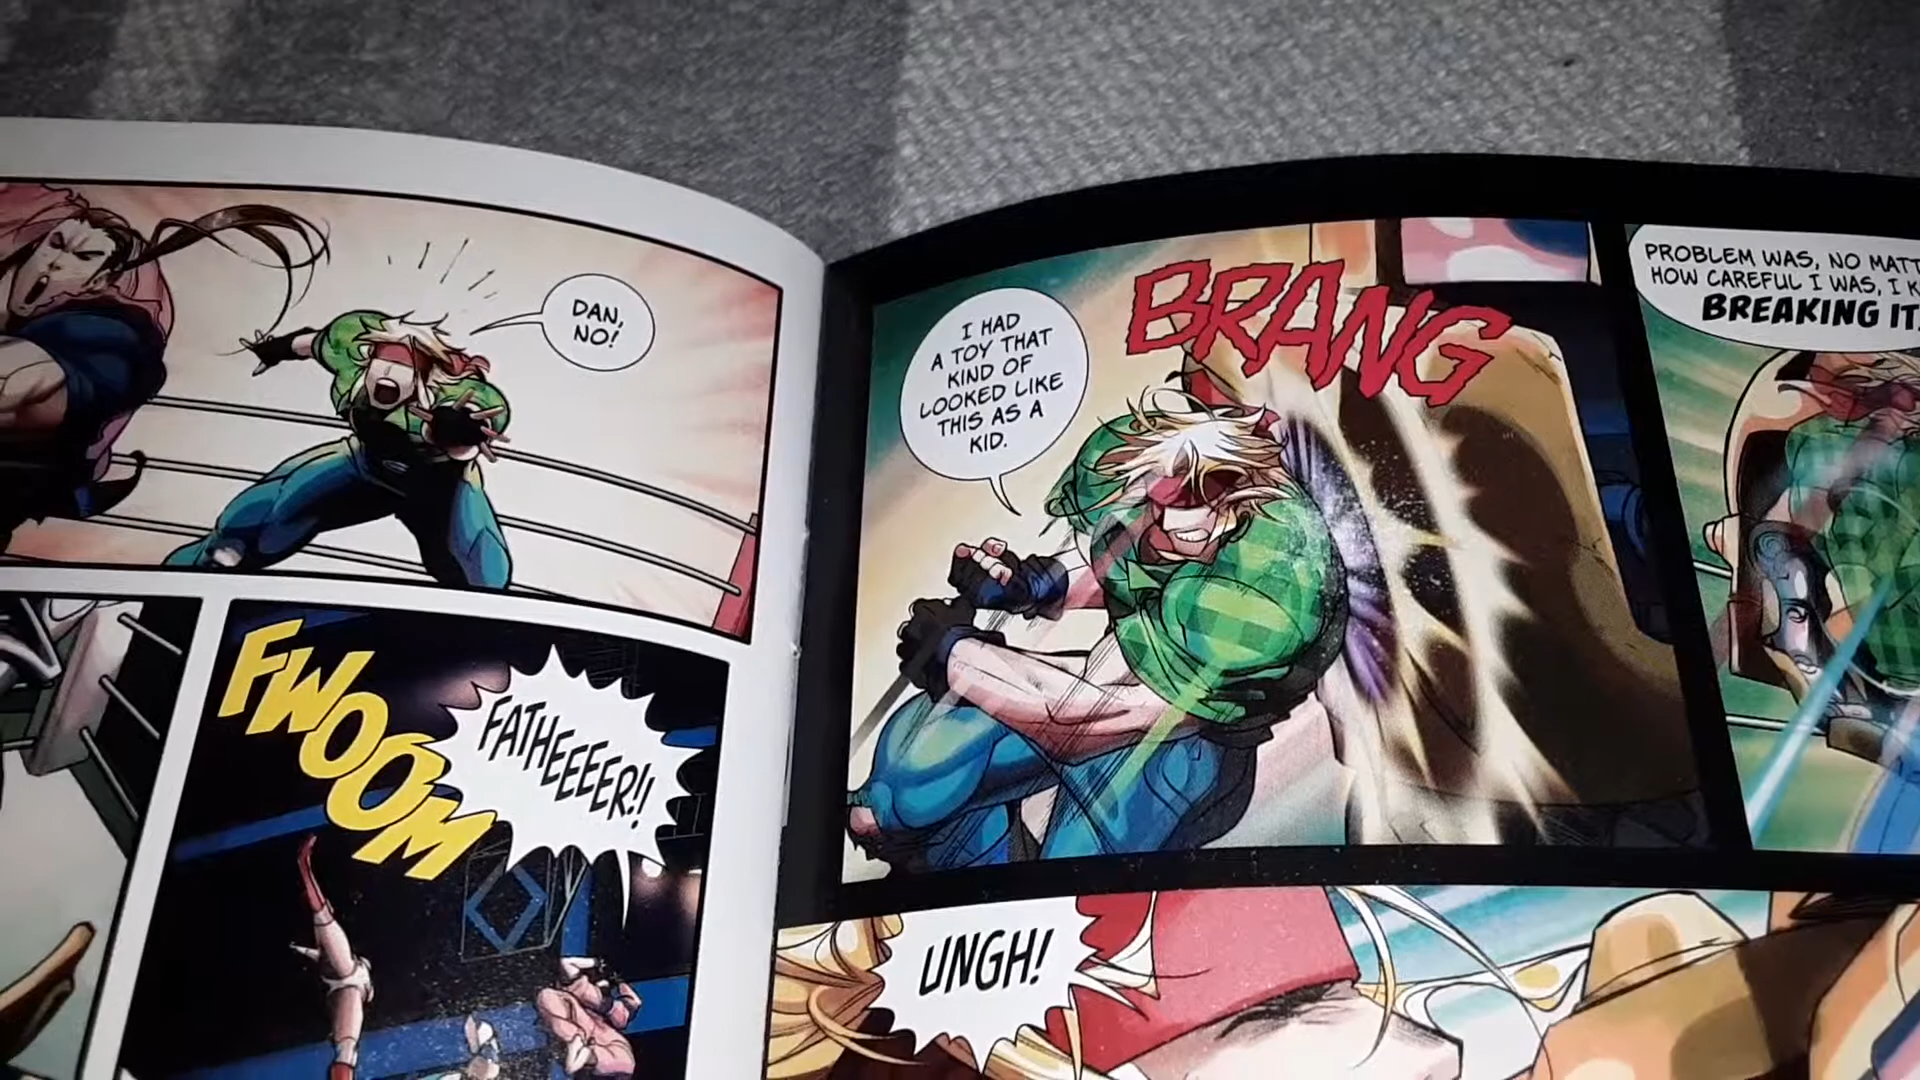 DAN,
NO!
FWOOM
FATHEEEER!!
I HAD
A TOY THAT
KIND OF
LOOKED LIKE
THIS AS A
KID.
BRANG
PROBLEM WAS, NO
HOW CAREFUL I WAS, I
BREAKING IT
UNGH!